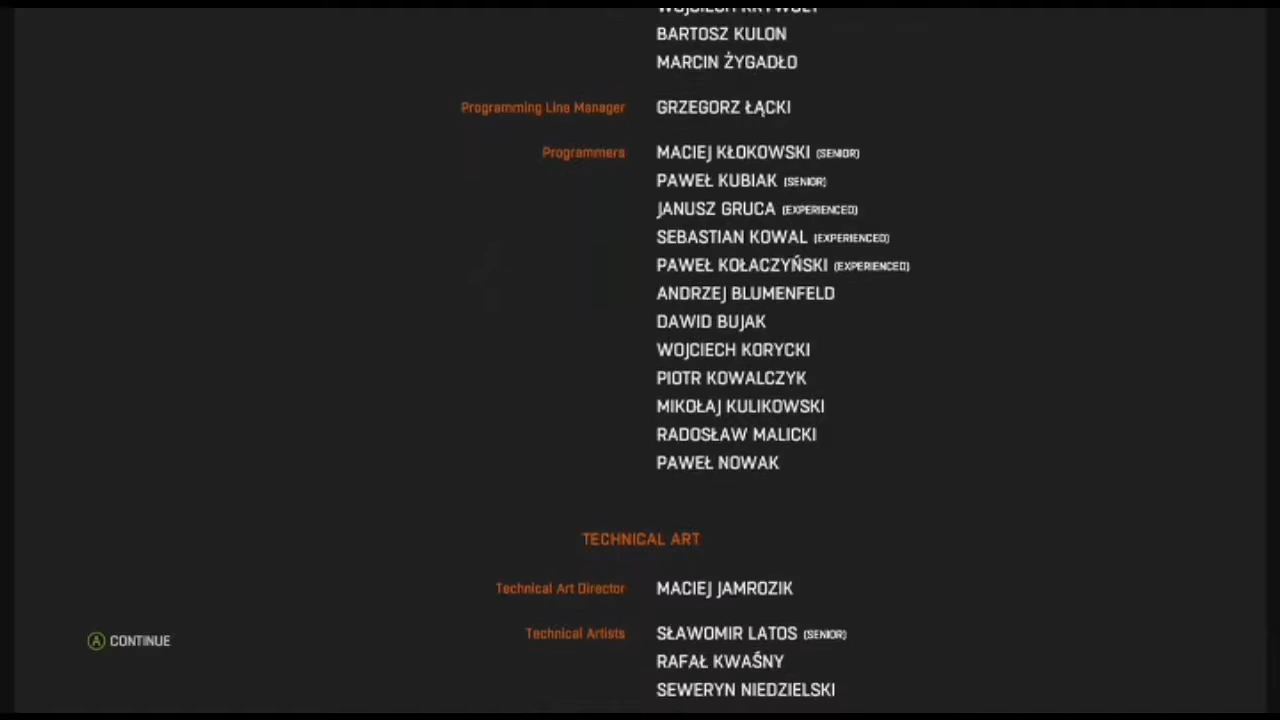 BARTOSZ KULON
MARCIN ŻYGADŁO
Programming Line Manager GRZEGORZ ŁĄCKI
Programmers MACIEJ KŁOKOWSKI (SENIOR)
PAWEŁ KUBIAK (SENIOR)
JANUSZ GRUCA (EXPERIENCED)
SEBASTIAN KOWAL (EXPERIENCED)
PAWEŁ KOŁACZYŃSKI (EXPERIENCED)
ANDRZEJ BLUMENFELD
DAWID BUJAK
WOJCIECH KORYCKI
PIOTR KOWALCZYK
MIKOŁAJ KULIKOWSKI
RADOSŁAW MALICKI
PAWEŁ NOWAK
TECHNICAL ART
Technical Art Director MACIEJ JAMROZIK
Technical Artists SŁAWOMIR LATOS (SENIOR)
A CONTINUE
RAFAŁ KWAŚNY
SEWERYN NIEDZIELSKI